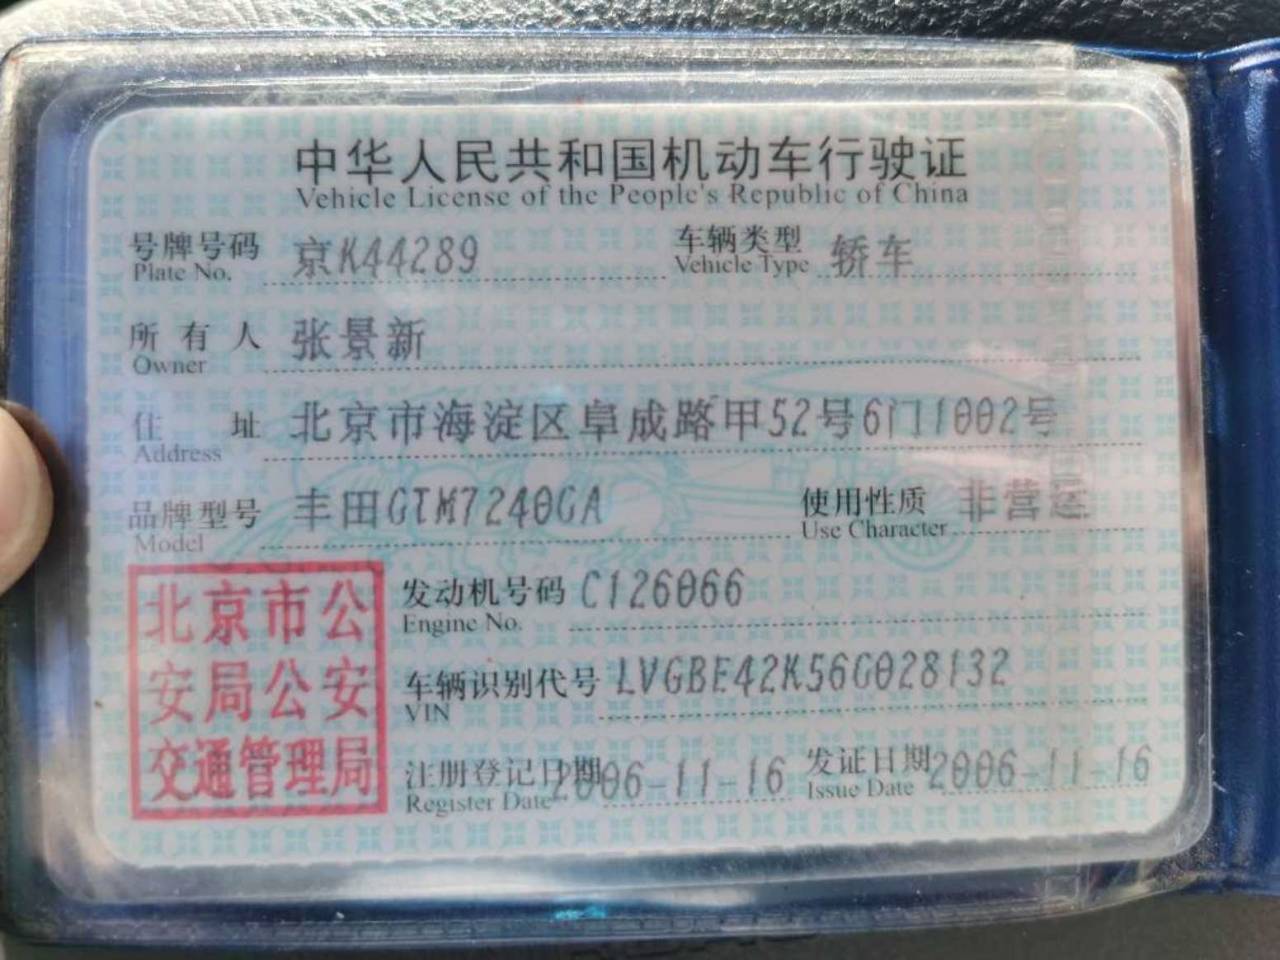 中华人民共和国机动车行驶证
Vehicle License of the People's Republic of China
号牌号码 京K44289 车辆类型 轿车
Plate No. Vehicle Type
所有人 张景新
Owner
住址 北京市海淀区阜成路甲52号6门1002号
Address
品牌型号 丰田GTM7240GA 使用性质 非营运
Model Use Character
北京市公
安局公安
交通管理局
发动机号码 C126066
Engine No.
车辆识别代号 LVGBE42K56G028132
VIN
注册登记日期 2006-11-16 发证日期 2006-11-16
Register Date Issue Date